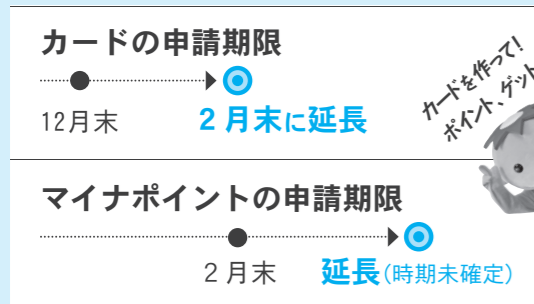 カードの申請期限
12月末 2月末に延長
カードを作って!
ポイント、ゲット
マイナポイントの申請期限
2月末 延長(時期未確定)